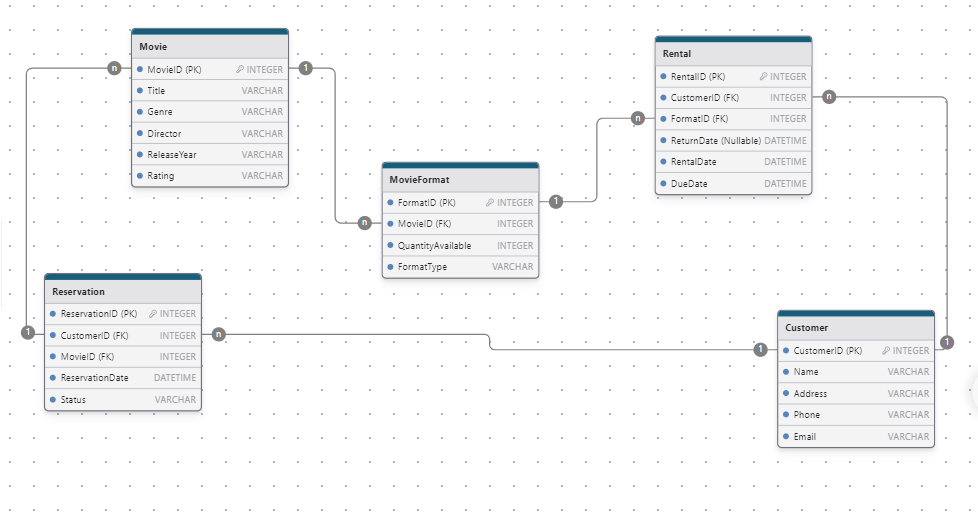 Movie
MovieID (PK) INTEGER
Title VARCHAR
Genre VARCHAR
Director VARCHAR
ReleaseYear VARCHAR
Rating VARCHAR
n
1
Rental
RentalID (PK) INTEGER
CustomerID (FK) INTEGER
FormatID (FK) INTEGER
ReturnDate (Nullable) DATETIME
RentalDate DATETIME
DueDate DATETIME
n
n
MovieFormat
FormatID (PK) INTEGER
MovieID (FK) INTEGER
QuantityAvailable INTEGER
FormatType VARCHAR
1
n
Reservation
ReservationID (PK) INTEGER
CustomerID (FK) INTEGER
MovieID (FK) INTEGER
ReservationDate DATETIME
Status VARCHAR
1
n
Customer
CustomerID (PK) INTEGER
Name VARCHAR
Address VARCHAR
Phone VARCHAR
Email VARCHAR
1
1